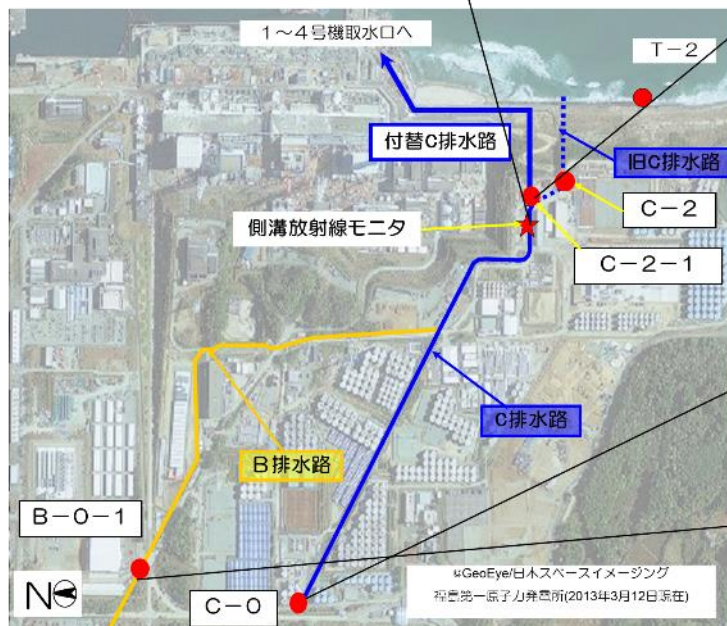 1～4号機取水口へ
T－2
付替C排水路
旧C排水路
C－2
側溝放射線モニタ
C－2－1
C排水路
B排水路
B－0－1
C－0
N
©GeoEye/日本スペースイメージング
福島第一原子力発電所(2013年3月12日現在)